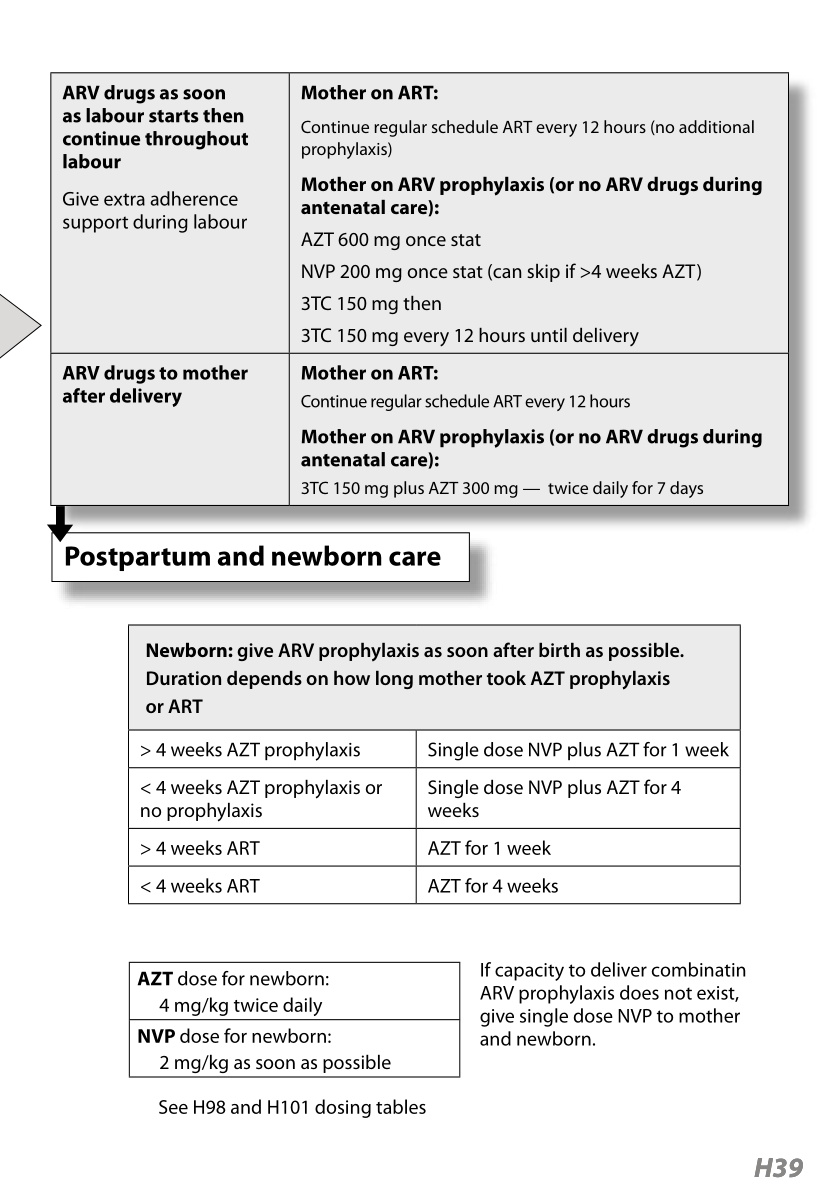 ARV drugs as soon
as labour starts then
continue throughout
labour
Give extra adherence
support during labour
Mother on ART:
Continue regular schedule ART every 12 hours (no additional
prophylaxis)
Mother on ARV prophylaxis (or no ARV drugs during
antenatal care):
AZT 600 mg once stat
NVP 200 mg once stat (can skip if >4 weeks AZT)
3TC 150 mg then
3TC 150 mg every 12 hours until delivery
ARV drugs to mother
after delivery
Mother on ART:
Continue regular schedule ART every 12 hours
Mother on ARV prophylaxis (or no ARV drugs during
antenatal care):
3TC 150 mg plus AZT 300 mg — twice daily for 7 days
Postpartum and newborn care
Newborn: give ARV prophylaxis as soon after birth as possible.
Duration depends on how long mother took AZT prophylaxis
or ART
> 4 weeks AZT prophylaxis
Single dose NVP plus AZT for 1 week
< 4 weeks AZT prophylaxis or
no prophylaxis
Single dose NVP plus AZT for 4
weeks
> 4 weeks ART
AZT for 1 week
< 4 weeks ART
AZT for 4 weeks
AZT dose for newborn:
4 mg/kg twice daily
NVP dose for newborn:
2 mg/kg as soon as possible
If capacity to deliver combinatin
ARV prophylaxis does not exist,
give single dose NVP to mother
and newborn.
See H98 and H101 dosing tables
H39